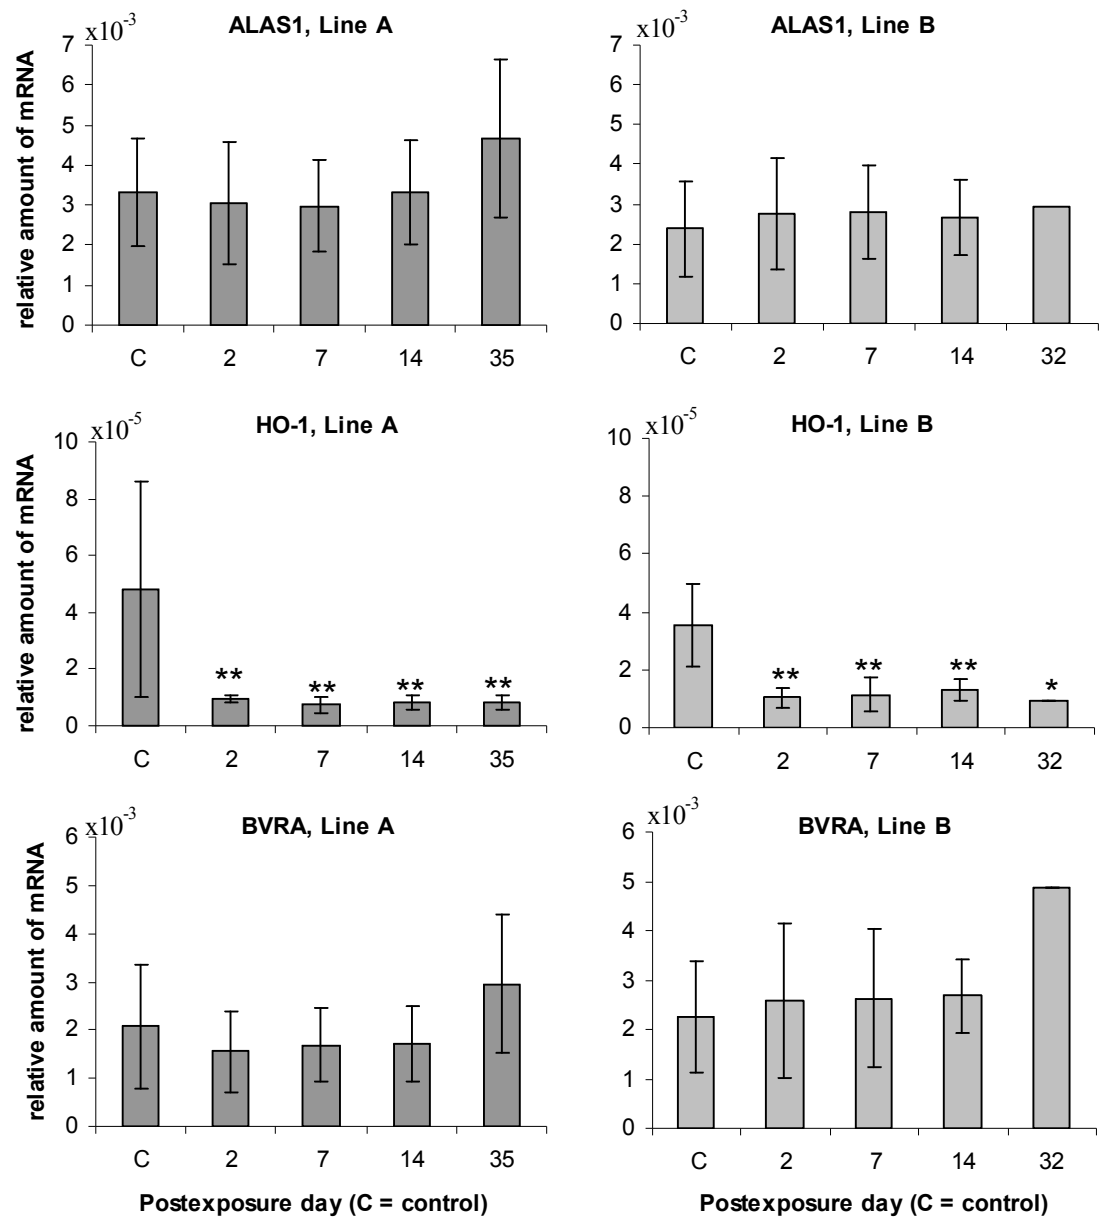 ALAS1, Line A
x10-3
relative amount of mRNA
7
6
5
4
3
2
1
0
C 2 7 14 35
ALAS1, Line B
x10-3
7
6
5
4
3
2
1
0
C 2 7 14 32
HO-1, Line A
x10-5
relative amount of mRNA
10
8
6
4
2
0
** ** ** **
C 2 7 14 35
HO-1, Line B
x10-5
10
8
6
4
2
0
** ** ** *
C 2 7 14 32
BVRA, Line A
x10-3
relative amount of mRNA
6
5
4
3
2
1
0
C 2 7 14 35
Postexposure day (C = control)
BVRA, Line B
x10-3
6
5
4
3
2
1
0
C 2 7 14 32
Postexposure day (C = control)